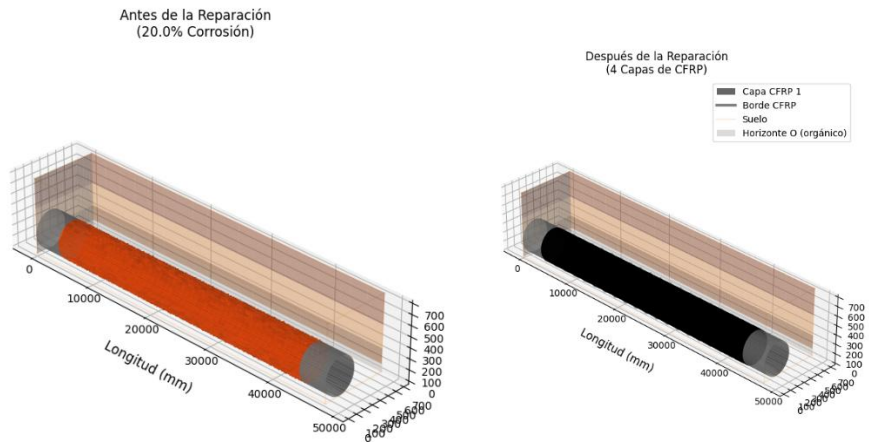 Antes de la Reparación
(20.0% Corrosión)
0
10000
20000
30000
40000
50000
Longitud (mm)
700
600
500
400
300
200
100
0
Después de la Reparación
(4 Capas de CFRP)
Capa CFRP 1
Borde CFRP
Suelo
Horizonte O (orgánico)
0
10000
20000
30000
40000
50000
Longitud (mm)
700
600
500
400
300
200
100
0